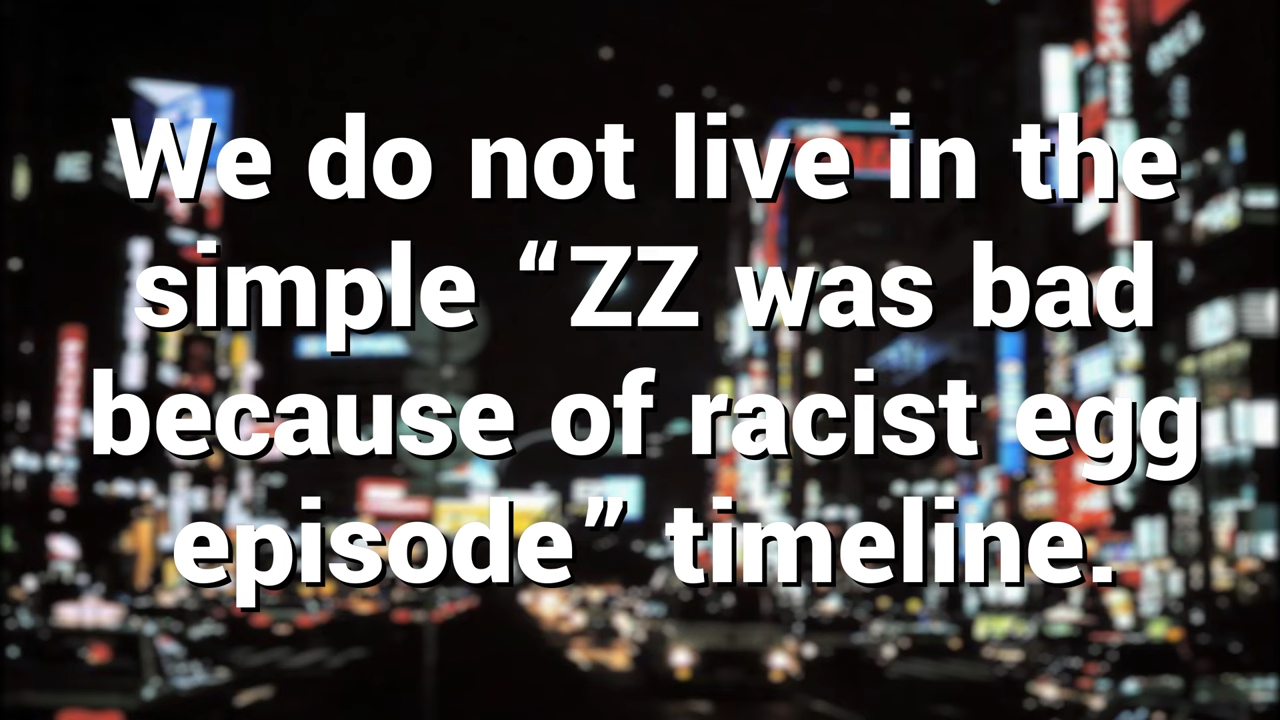 We do not live in the
simple “ZZ was bad
because of racist egg
episode” timeline.